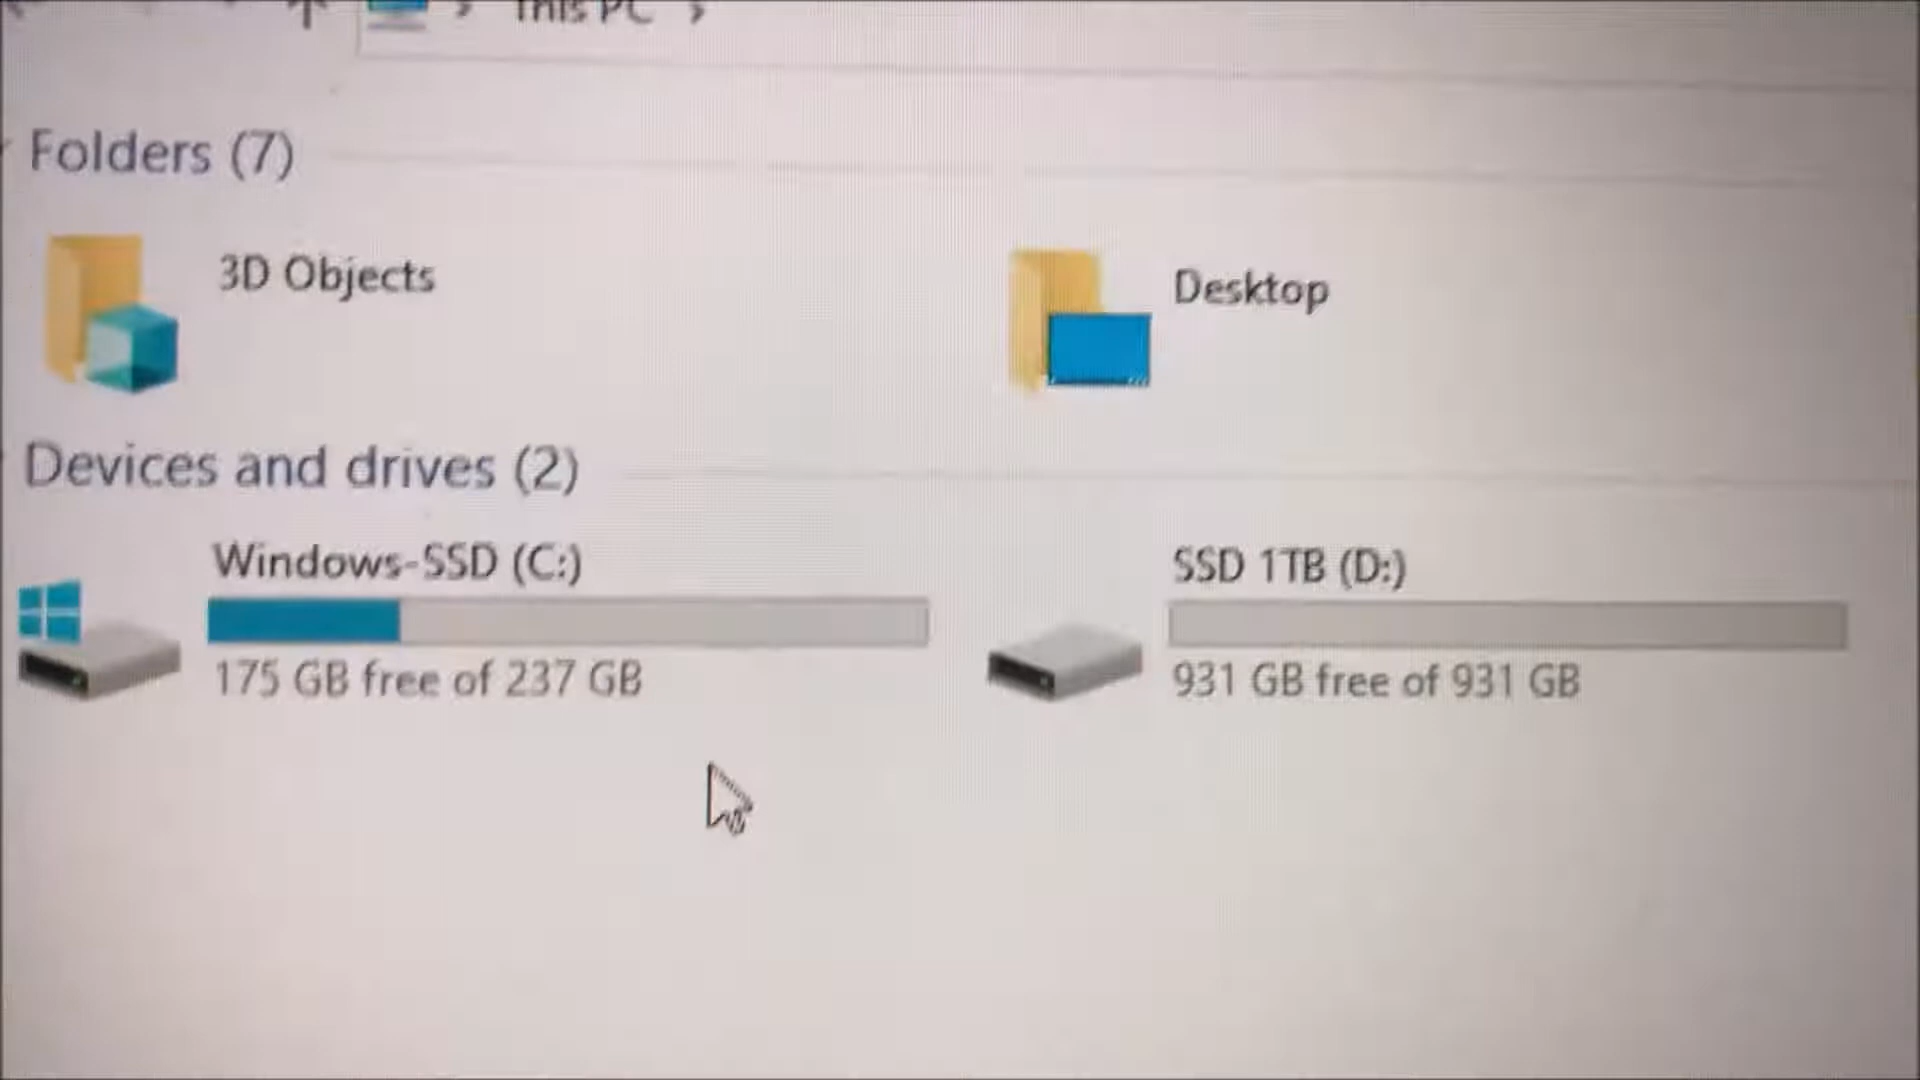 This PC
Folders (7)
3D Objects
Desktop
Devices and drives (2)
Windows-SSD (C:)
175 GB free of 237 GB
SSD 1TB (D:)
931 GB free of 931 GB